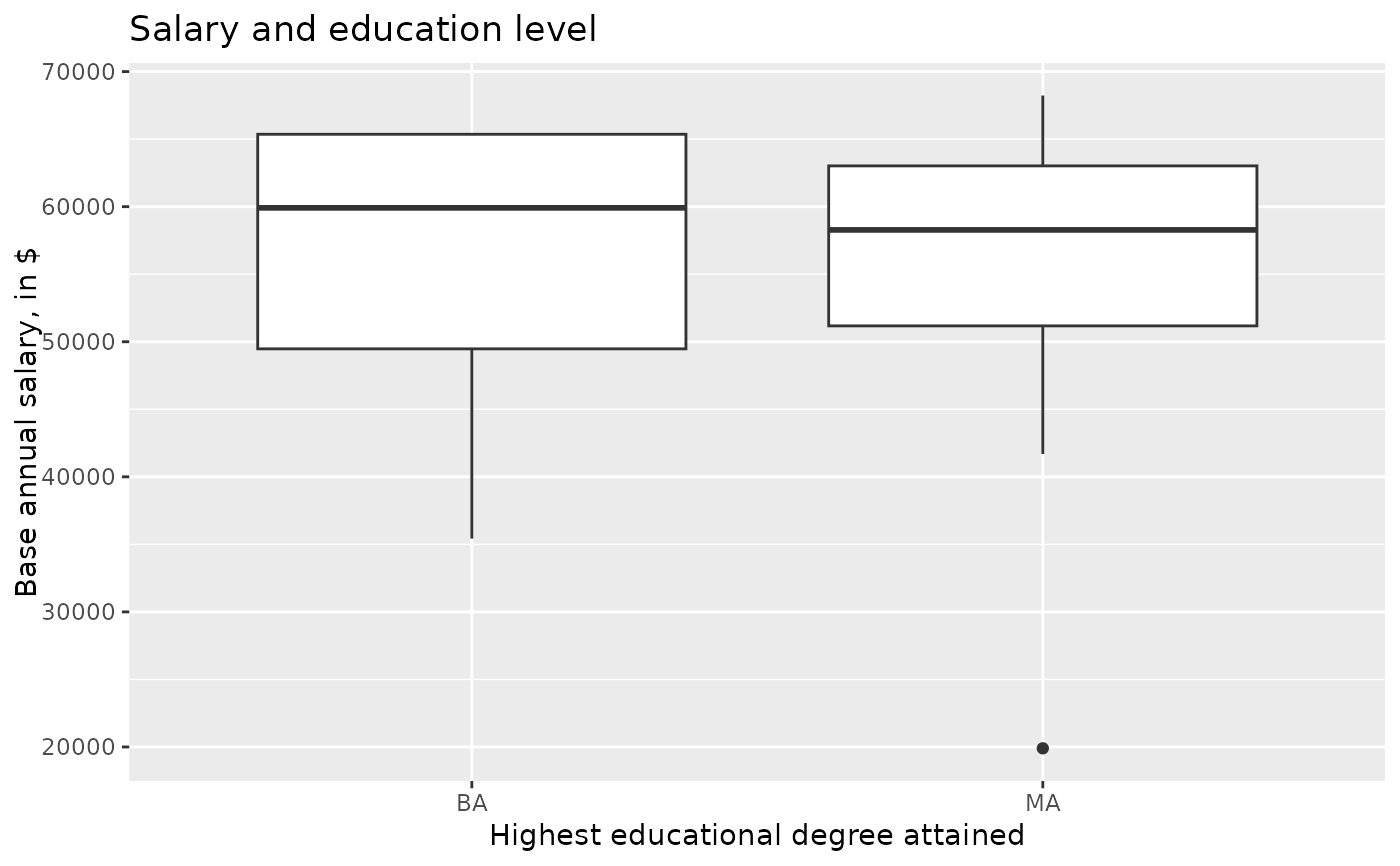 Salary and education level
Base annual salary, in $
70000
60000
50000
40000
30000
20000
BA
MA
Highest educational degree attained